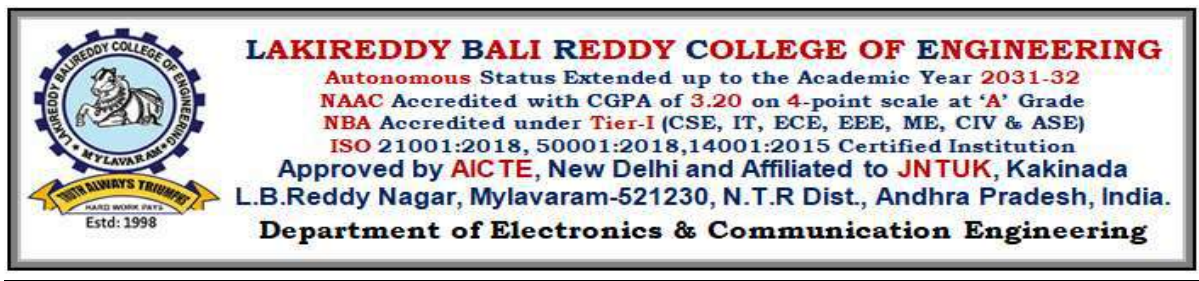 LAKIREDDY BALIREDDY COLLEGE OF ENGINEERING
* MYLAVARAM *
TRUTH ALWAYS TRIUMPHS
HARD WORK PAYS
Estd: 1998
LAKIREDDY BALI REDDY COLLEGE OF ENGINEERING
Autonomous Status Extended up to the Academic Year 2031-32
NAAC Accredited with CGPA of 3.20 on 4-point scale at ‘A’ Grade
NBA Accredited under Tier-I (CSE, IT, ECE, EEE, ME, CIV & ASE)
ISO 21001:2018, 50001:2018,14001:2015 Certified Institution
Approved by AICTE, New Delhi and Affiliated to JNTUK, Kakinada
L.B.Reddy Nagar, Mylavaram-521230, N.T.R Dist., Andhra Pradesh, India.
Department of Electronics & Communication Engineering